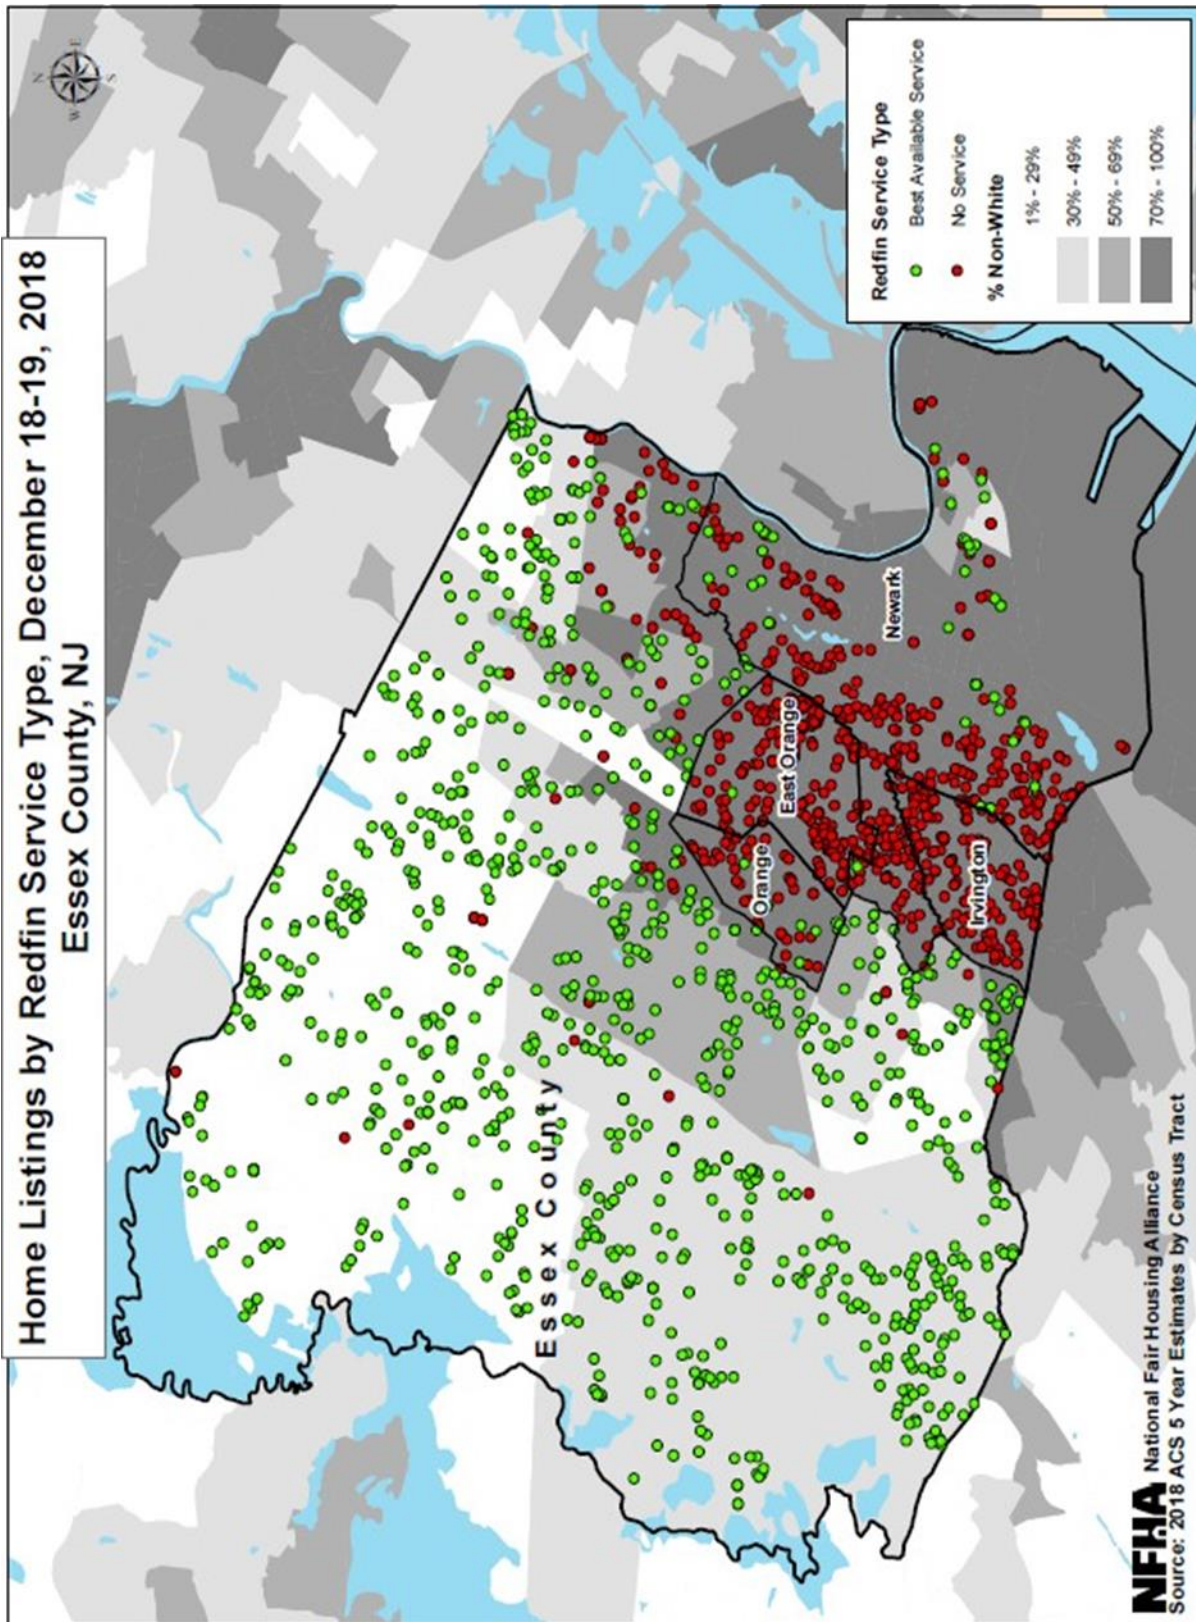 Home Listings by Redfin Service Type, December 18-19, 2018
Essex County, NJ
N
E
S
W
Redfin Service Type
Best Available Service
No Service
% Non-White
1% - 29%
30% - 49%
50% - 69%
70% - 100%
Newark
East Orange
Orange
Irvington
Essex County
NFHA National Fair Housing Alliance
Source: 2018 ACS 5 Year Estimates by Census Tract